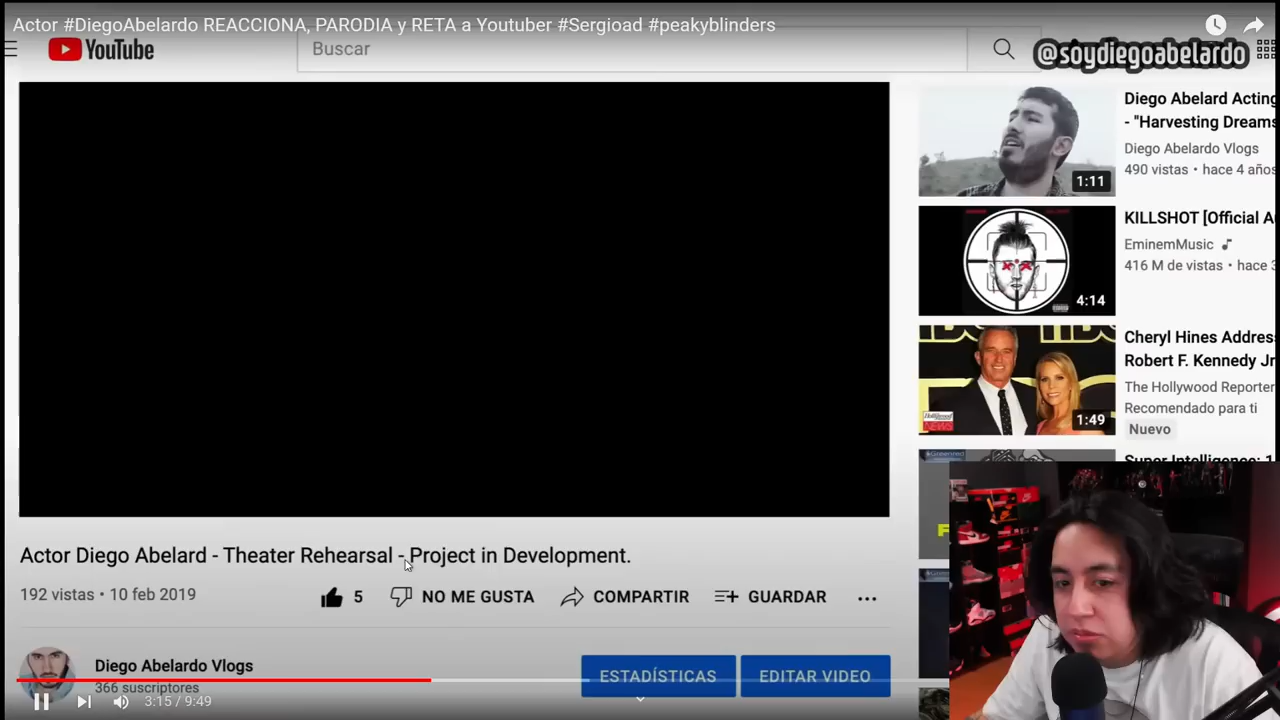 Actor #DiegoAbelardo REACCIONA, PARODIA y RETA a Youtuber #Sergioad #peakyblinders
YouTube
Buscar
@soydiegoabelardo
Diego Abelard Acting
- "Harvesting Dreams
Diego Abelardo Vlogs
490 vistas • hace 4 años
1:11
KILLSHOT [Official A
EminemMusic
416 M de vistas • hace 3
4:14
Cheryl Hines Address
Robert F. Kennedy Jr
The Hollywood Reporter
Recomendado para ti
Nuevo
NEWS
1:49
Super Intelligence: 1
Actor Diego Abelard - Theater Rehearsal - Project in Development.
192 vistas • 10 feb 2019
5
NO ME GUSTA
COMPARTIR
GUARDAR
Diego Abelardo Vlogs
366 suscriptores
ESTADÍSTICAS
EDITAR VIDEO
3:15 / 9:49